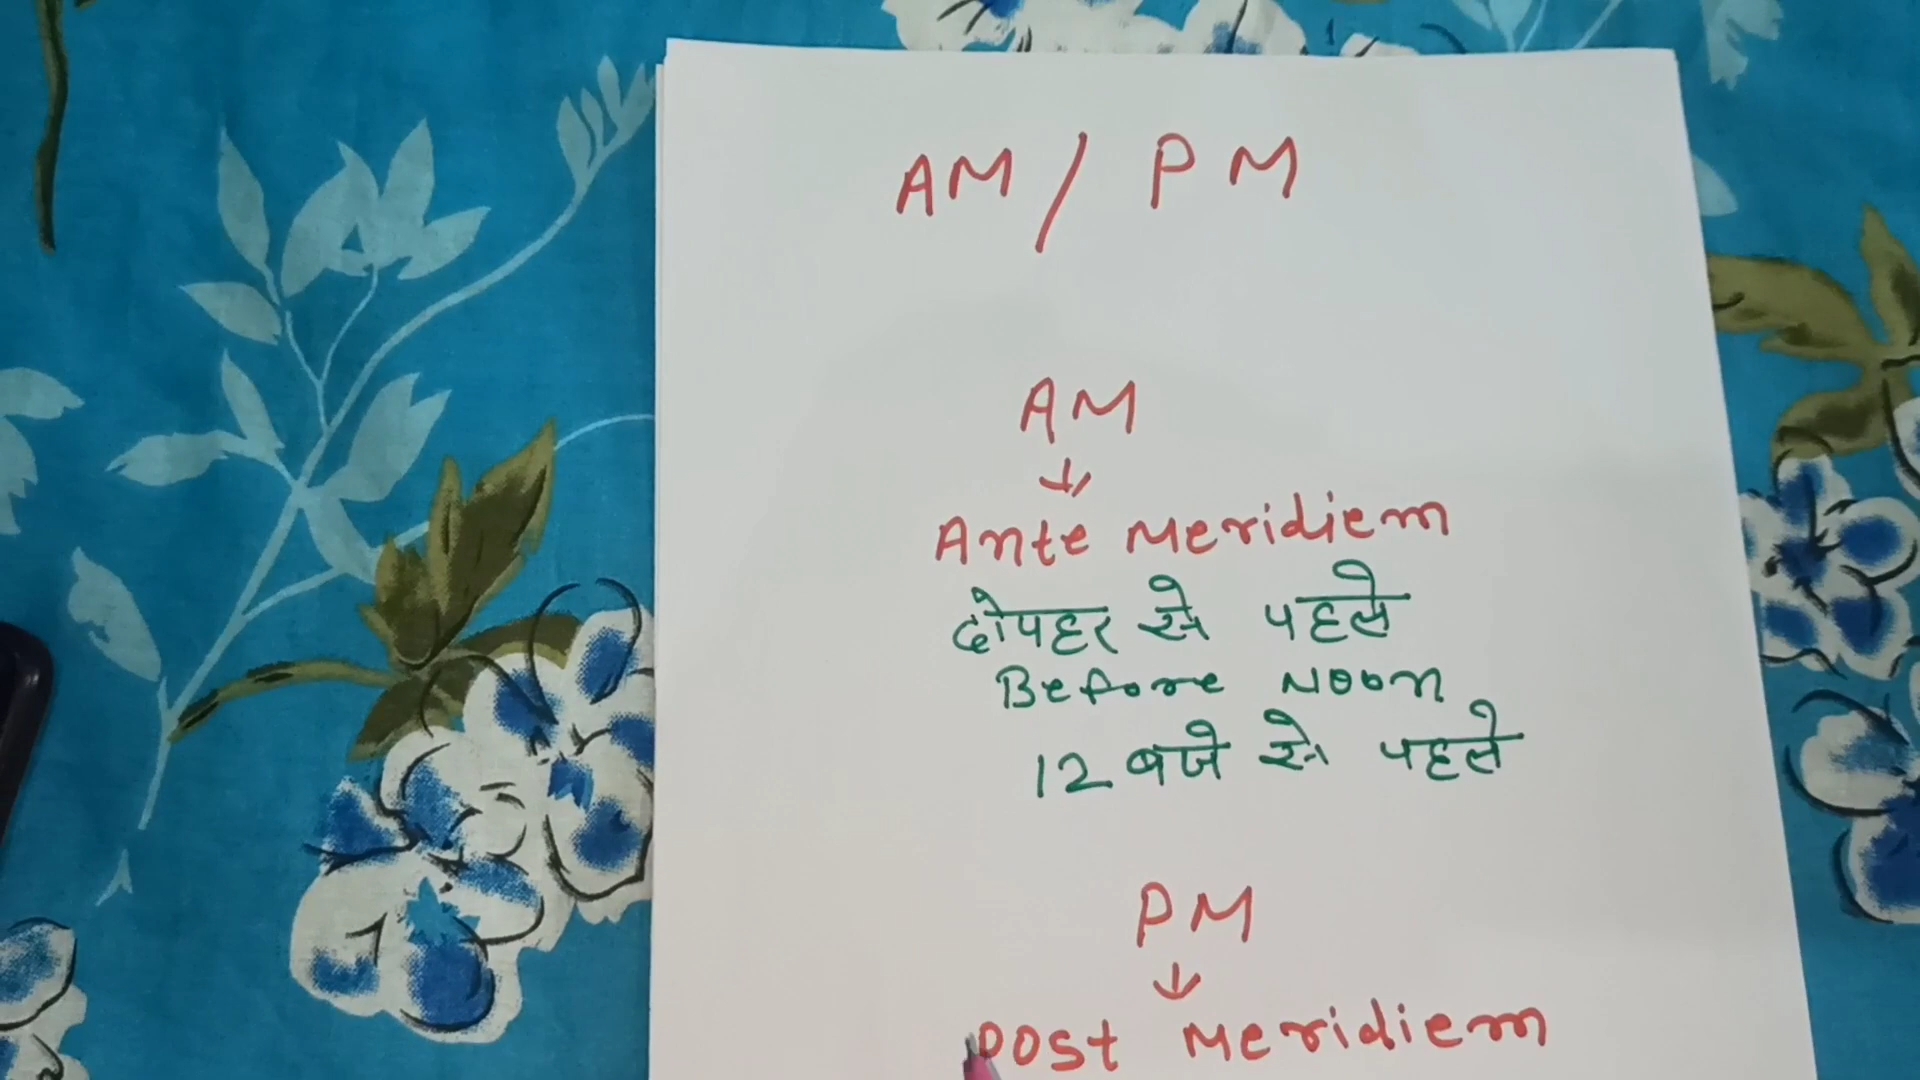 AM / PM
AM
Ante Meridiem
दोपहर से पहले
Before Noon
12 बजे से पहले
PM
Post Meridiem